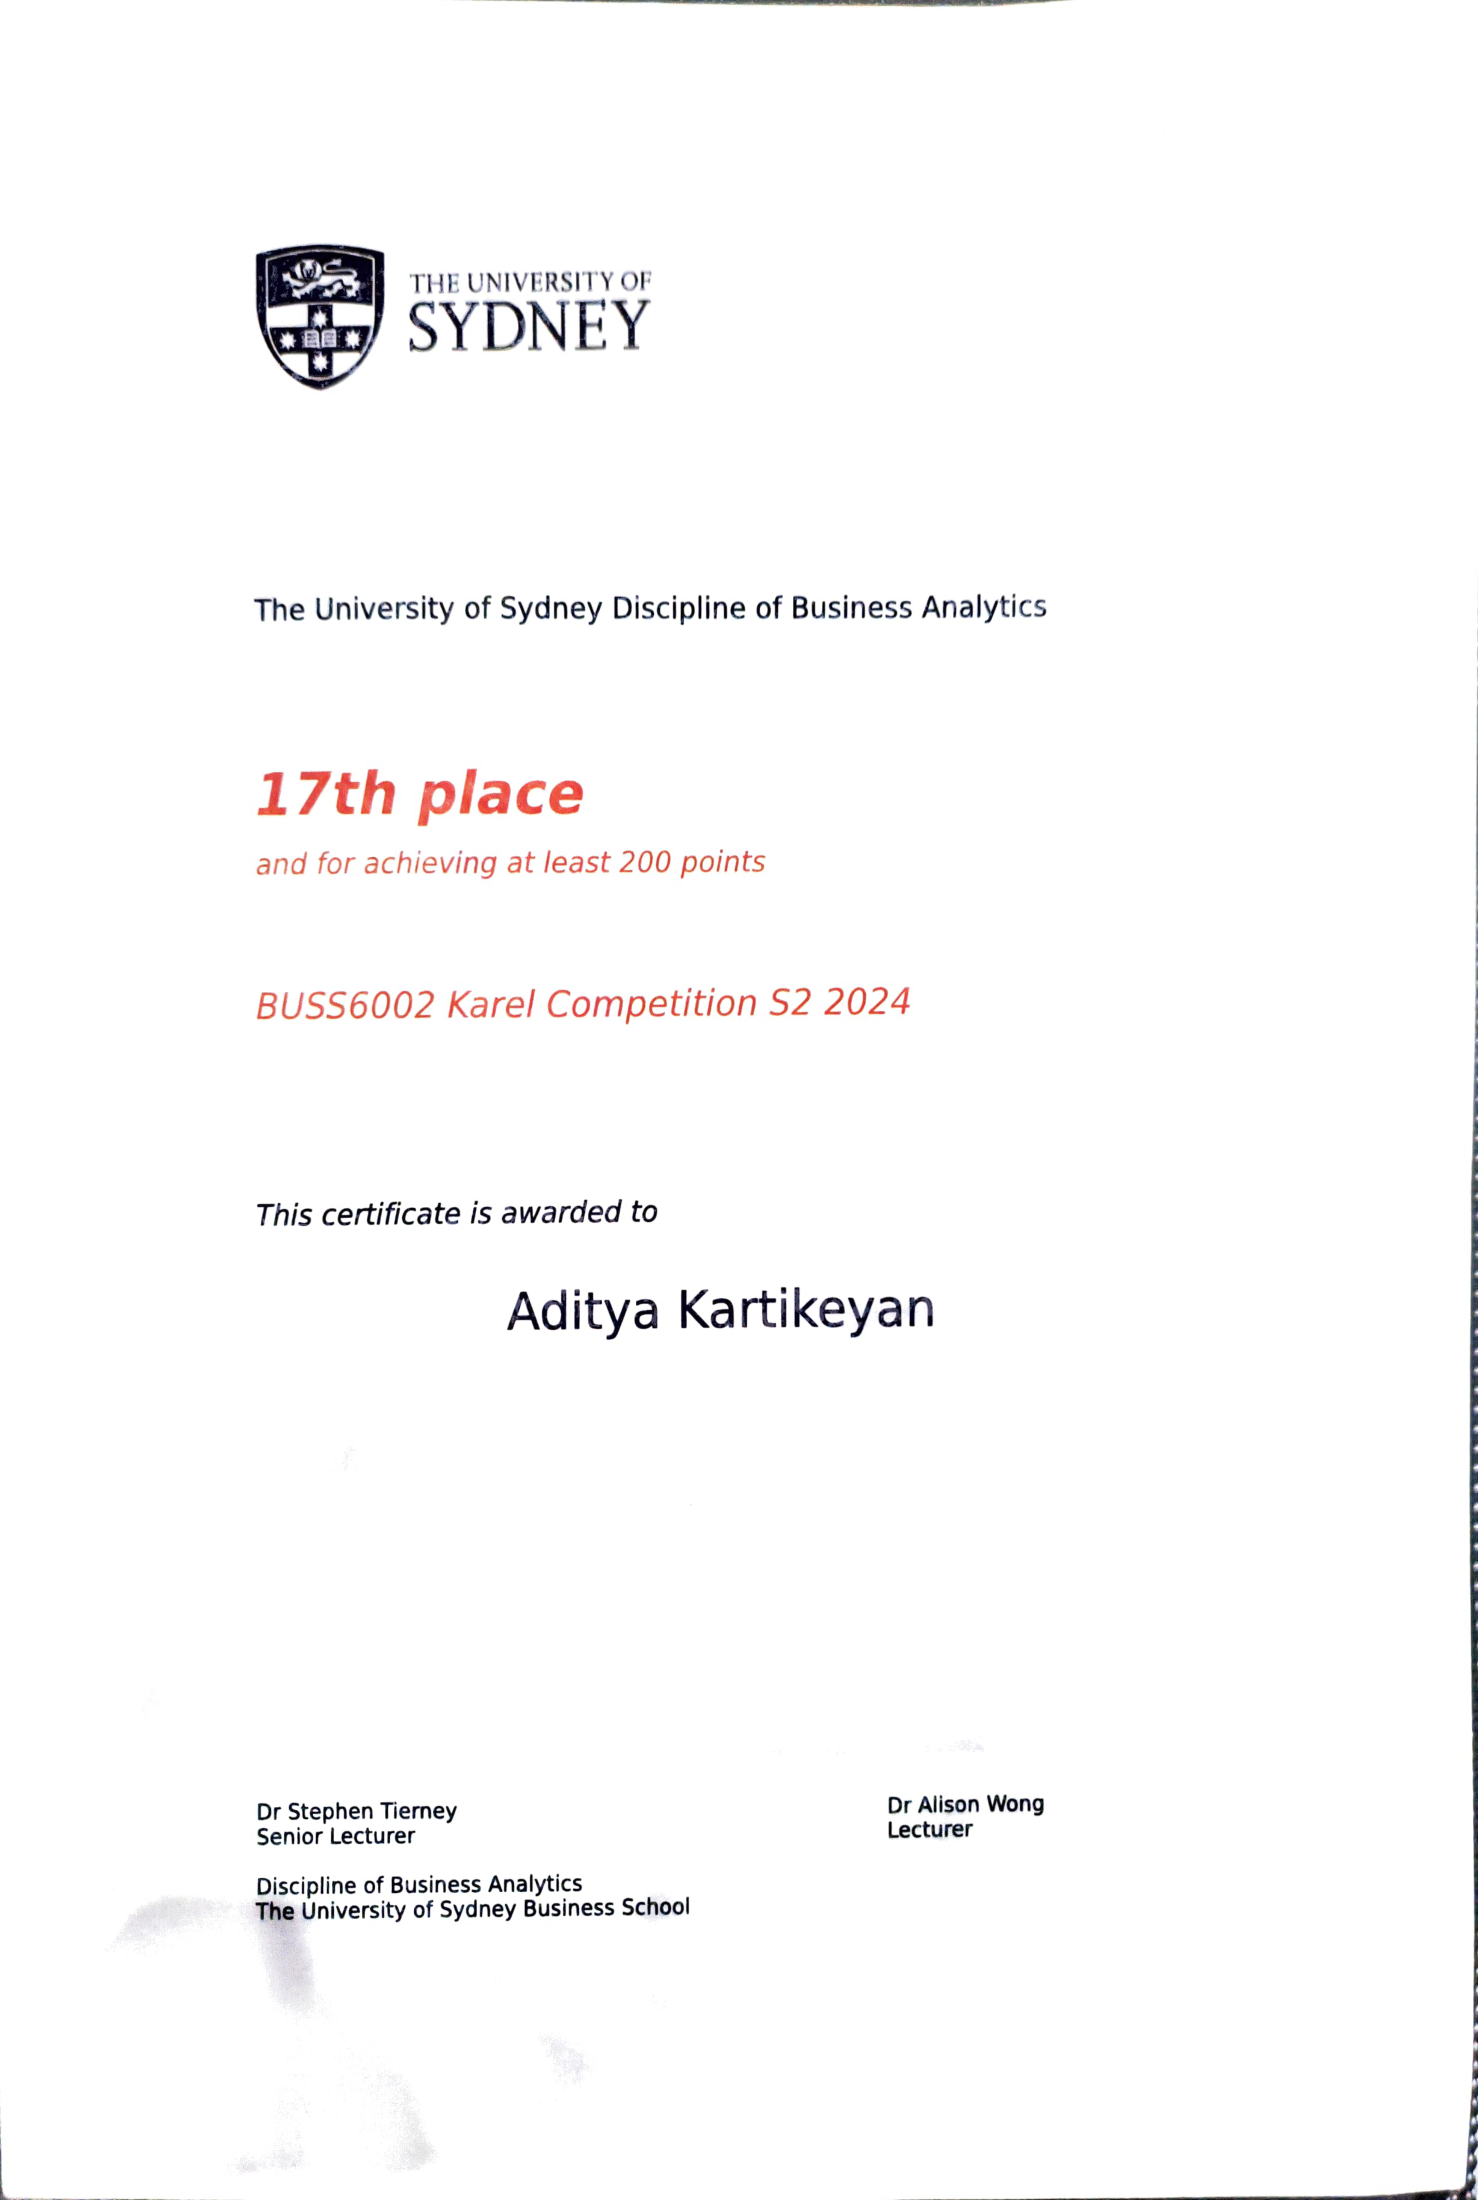 THE UNIVERSITY OF
SYDNEY
The University of Sydney Discipline of Business Analytics
17th place
and for achieving at least 200 points
BUSS6002 Karel Competition S2 2024
This certificate is awarded to
Aditya Kartikeyan
Dr Stephen Tierney
Senior Lecturer
Dr Alison Wong
Lecturer
Discipline of Business Analytics
The University of Sydney Business School